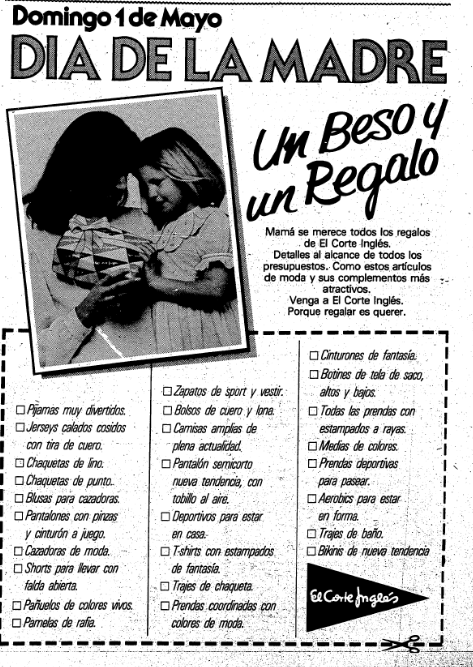 Domingo 1 de Mayo
DIA DE LA MADRE
Un Beso y
un Regalo
Mamá se merece todos los regalos
de El Corte Inglés.
Detalles al alcance de todos los
presupuestos. Como estos artículos
de moda y sus complementos más
atractivos.
Venga a El Corte Inglés.
Porque regalar es querer.
Pijamas muy divertidos.
Jerseys calados cosidos
con tira de cuero.
Chaquetas de lino.
Chaquetas de punto.
Blusas para cazadoras.
Pantalones con pinzas
y cinturón a juego.
Cazadoras de moda.
Shorts para llevar con
falda abierta.
Pañuelos de colores vivos.
Pamelas de rafia.
Zapatos de sport y vestir.
Bolsos de cuero y lona.
Camisas amplias de
plena actualidad.
Pantalón semicorto
nueva tendencia, con
tobillo al aire.
Deportivos para estar
en casa.
T-shirts con estampados
de fantasía.
Trajes de chaqueta.
Prendas coordinadas con
colores de moda.
Cinturones de fantasía.
Botines de tela de saco,
altos y bajos.
Todas las prendas con
estampados a rayas.
Medias de colores.
Prendas deportivas
para pasear.
Aerobics para estar
en forma.
Trajes de baño.
Bikinis de nueva tendencia
El Corte Inglés